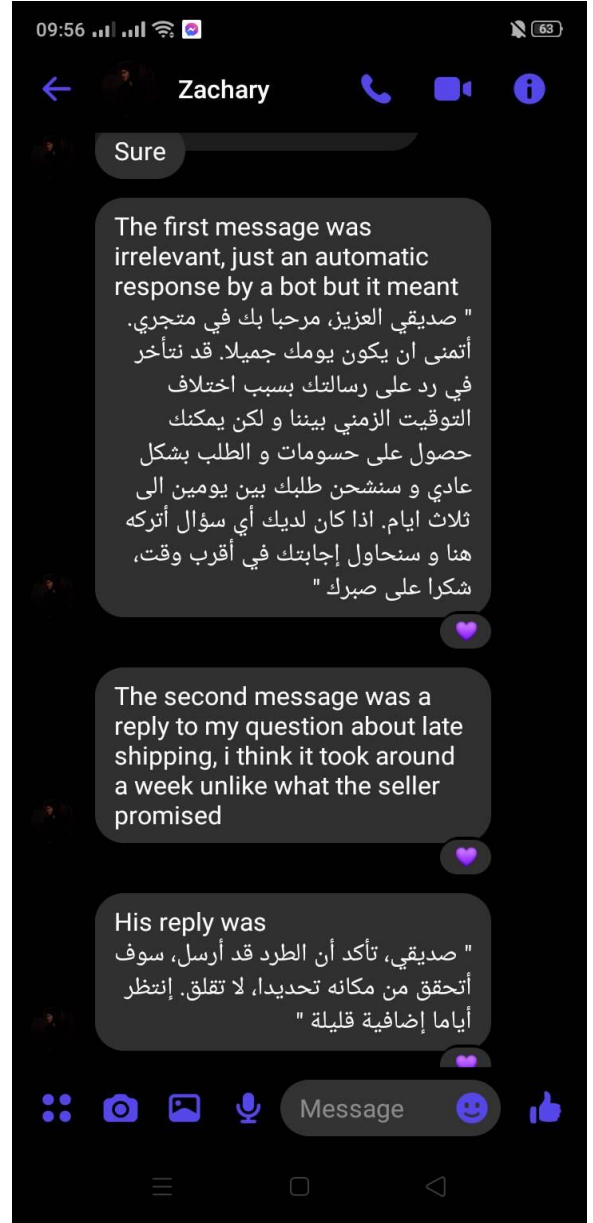 09:56
63
Zachary
Sure
The first message was
irrelevant, just an automatic
response by a bot but it meant
" صديقي العزيز، مرحبا بك في متجري.
أتمنى ان يكون يومك جميلا. قد نتأخر
في رد على رسالتك بسبب اختلاف
التوقيت الزمني بيننا و لكن يمكنك
حصول على حسومات و الطلب بشكل
عادي و سنشحن طلبك بين يومين الى
ثلاث ايام. اذا كان لديك أي سؤال أتركه
هنا و سنحاول إجابتك في أقرب وقت،
شكرا على صبرك "
The second message was a
reply to my question about late
shipping, i think it took around
a week unlike what the seller
promised
His reply was
" صديقي، تأكد أن الطرد قد أرسل، سوف
أتحقق من مكانه تحديدا، لا تقلق. إنتظر
أياما إضافية قليلة "
Message